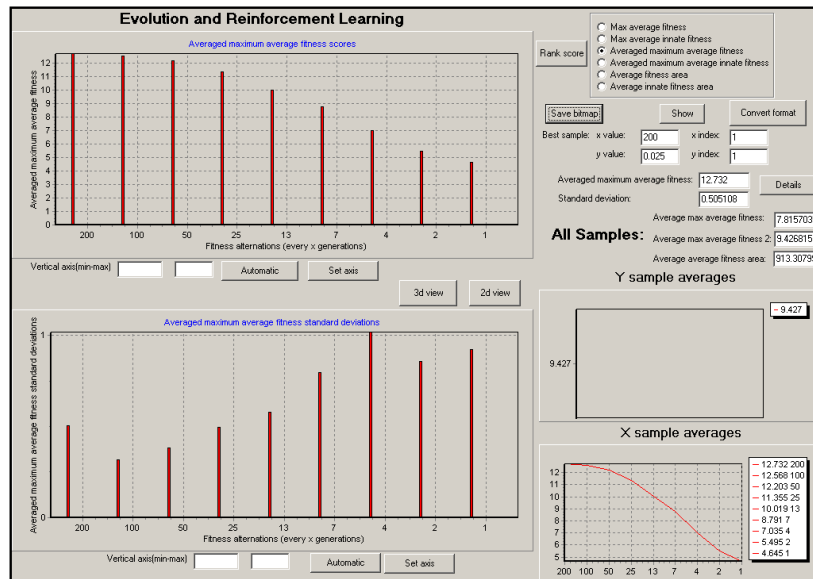 Evolution and Reinforcement Learning
Averaged maximum average fitness scores
Averaged maximum average fitness
12
11
10
9
8
7
6
5
4
3
2
1
0
200 100 50 25 13 7 4 2 1
Fitness alternations (every x generations)
Vertical axis(min-max) Automatic Set axis
3d view 2d view
Averaged maximum average fitness standard deviations
Averaged maximum average fitness standard deviations
1
0
200 100 50 25 13 7 4 2 1
Fitness alternations (every x generations)
Vertical axis(min-max) Automatic Set axis
Rank score
Max average fitness
Max average innate fitness
Averaged maximum average fitness
Averaged maximum average innate fitness
Average fitness area
Average innate fitness area
Save bitmap Show Convert format
Best sample: x value: 200 x index: 1
y value: 0.025 y index: 1
Averaged maximum average fitness: 12.732
Standard deviation: 0.505108
Details
All Samples:
Average max average fitness: 7.815703
Average max average fitness 2: 9.426815
Average average fitness area: 913.3079
Y sample averages
9.427
9.427
X sample averages
12
11
10
9
8
7
6
5
200 100 50 25 13 7 4 2 1
12.732 200
12.568 100
12.203 50
11.355 25
10.019 13
8.791 7
7.035 4
5.495 2
4.645 1